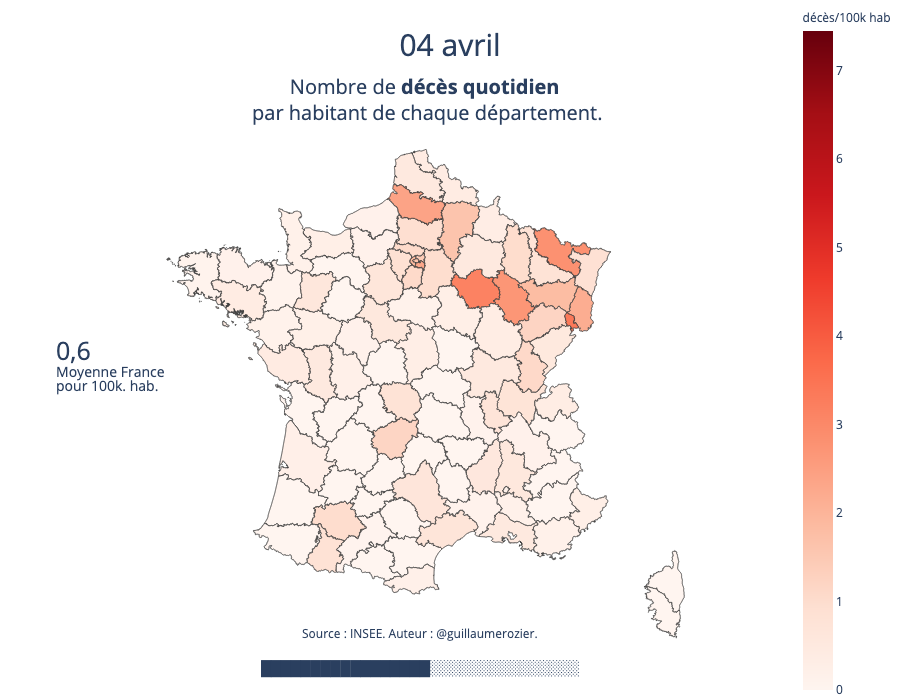 décès/100k hab
04 avril
Nombre de décès quotidien
par habitant de chaque département.
7
6
5
4
3
2
1
0
0,6
Moyenne France
pour 100k. hab.
Source : INSEE. Auteur : @guillaumerozier.